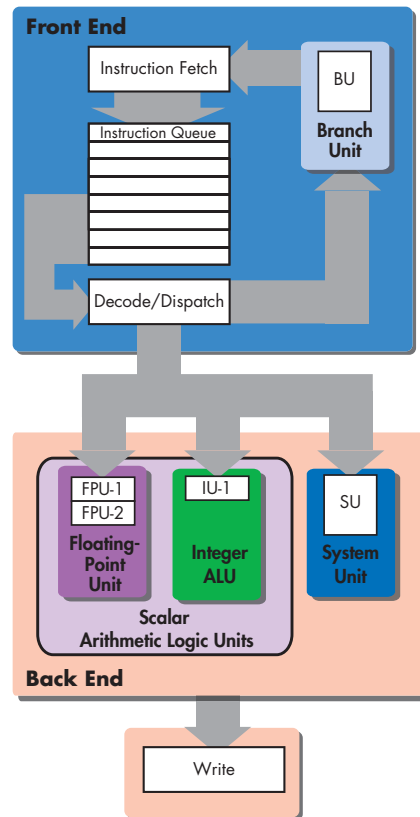 Front End
Instruction Fetch
BU
Branch
Unit
Instruction Queue
Decode/Dispatch
FPU-1
FPU-2
Floating-
Point
Unit
IU-1
Integer
ALU
SU
System
Unit
Scalar
Arithmetic Logic Units
Back End
Write